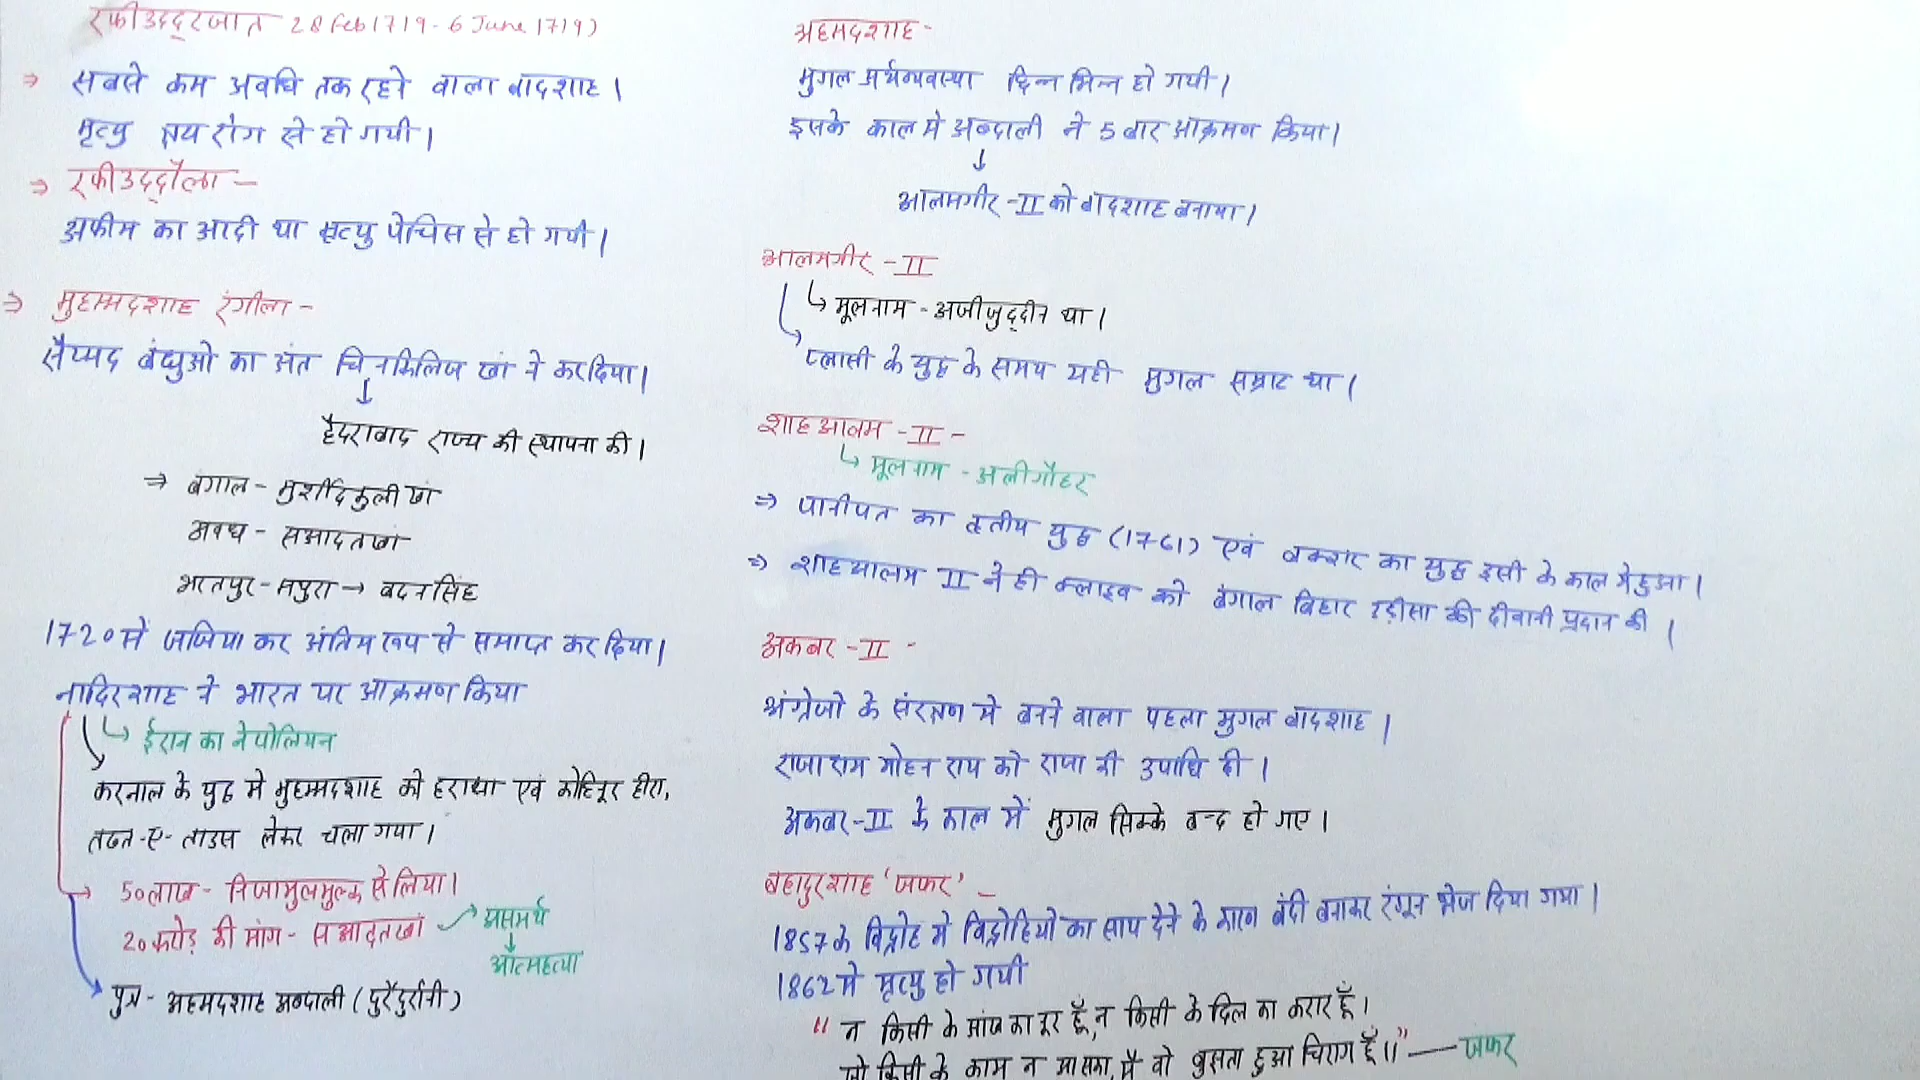 रफीउद्दरजात 28 Feb 1719 - 6 June 1719)
⇒ सबसे कम अवधि तक रहने वाला बादशाह।
मृत्यु क्षय रोग से हो गयी।
⇒ रफीउद्दौला -
अफीम का आदी था मृत्यु पेचिस से हो गयी।
⇒ मुहम्मदशाह रंगीला -
सैय्यद बंधुओ का अंत चिनकिलिज खां ने कर दिया।
↓
हैदराबाद राज्य की स्थापना की।
⇒ बंगाल - मुर्शीदकुली खां
अवध - सआदतखां
भरतपुर - मथुरा → बदनसिंह
1720 में जजिया कर अंतिम रूप से समाप्त कर दिया।
नादिरशाह ने भारत पर आक्रमण किया
↳ ईरान का नेपोलियन
करनाल के युद्ध मे मुहम्मदशाह को हराया एवं कोहिनूर हीरा,
तख्त-ए-ताउस लेकर चला गया।
→ 50 लाख - निजामुलमुल्क से लिया।
20 करोड़ की मांग - सआदतखां → असमर्थ
↓
आत्महत्या
पुत्र - अहमदशाह अब्दाली (दुर्रेदुर्रानी)
अहमदशाह -
मुगल अर्थव्यवस्था छिन्न भिन्न हो गयी।
इसके काल मे अब्दाली ने 5 बार आक्रमण किया।
↓
आलमगीर - II को बादशाह बनाया।
आलमगीर - II
↳ मूलनाम - अजीजुद्दीन था।
प्लासी के युद्ध के समय यही मुगल सम्राट था।
शाह आलम - II -
↳ मूलनाम - अलीगौहर
⇒ पानीपत का तृतीय युद्ध (1761) एवं बक्सर का युद्ध इसी के काल मे हुआ।
⇒ शाहआलम II ने ही क्लाइव को बंगाल बिहार उड़ीसा की दीवानी प्रदान की।
अकबर - II -
अंग्रेजो के संरक्षण मे बनने वाला पहला मुगल बादशाह।
राजा राम मोहन राय को राजा की उपाधि दी।
अकबर - II के काल में मुगल सिक्के बन्द हो गए।
बहादुरशाह 'जफर' -
1857 के विद्रोह मे विद्रोहियो का साथ देने के कारण बंदी बनाकर रंगून भेज दिया गया।
1862 मे मृत्यु हो गयी
" न किसी के आंख का नूर हूँ, न किसी के दिल का करार हूँ।
जो किसी के काम न आ सका, मै वो बुझता हुआ चिराग हूँ॥" — जफर